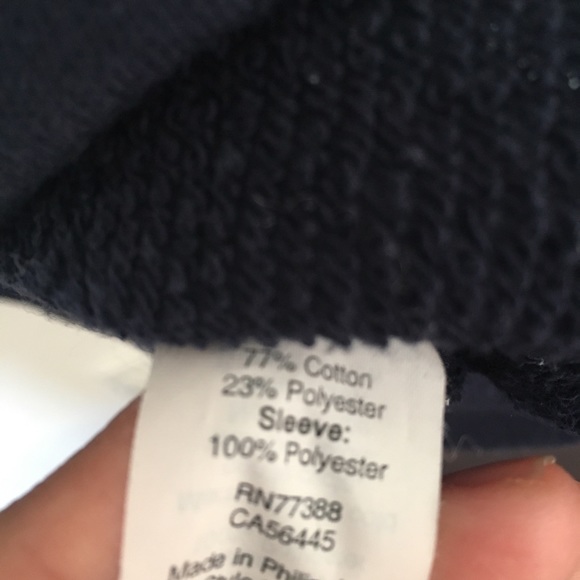 77% Cotton
23% Polyester
Sleeve:
100% Polyester
RN77388
CA56445
Made in